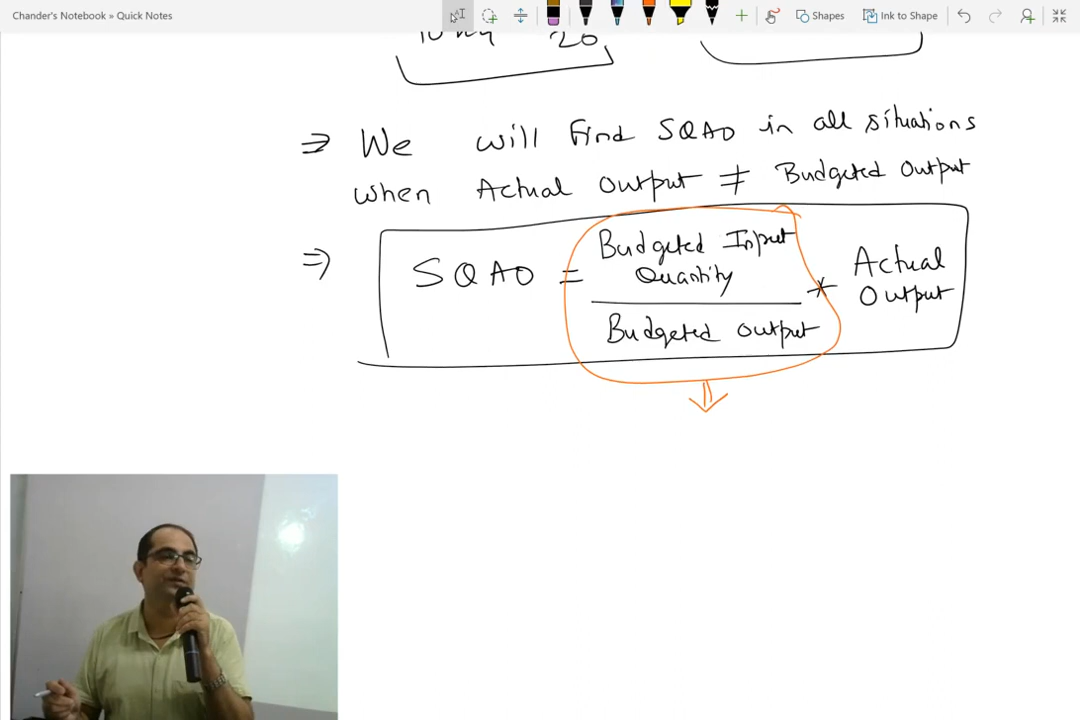 Chander's Notebook » Quick Notes
Shapes
Ink to Shape
20
⇒ We will Find SQAO in all situations
when Actual Output ≠ Budgeted Output
⇒ SQAO = Budgeted Input
Quantity
Budgeted Output
* Actual
Output